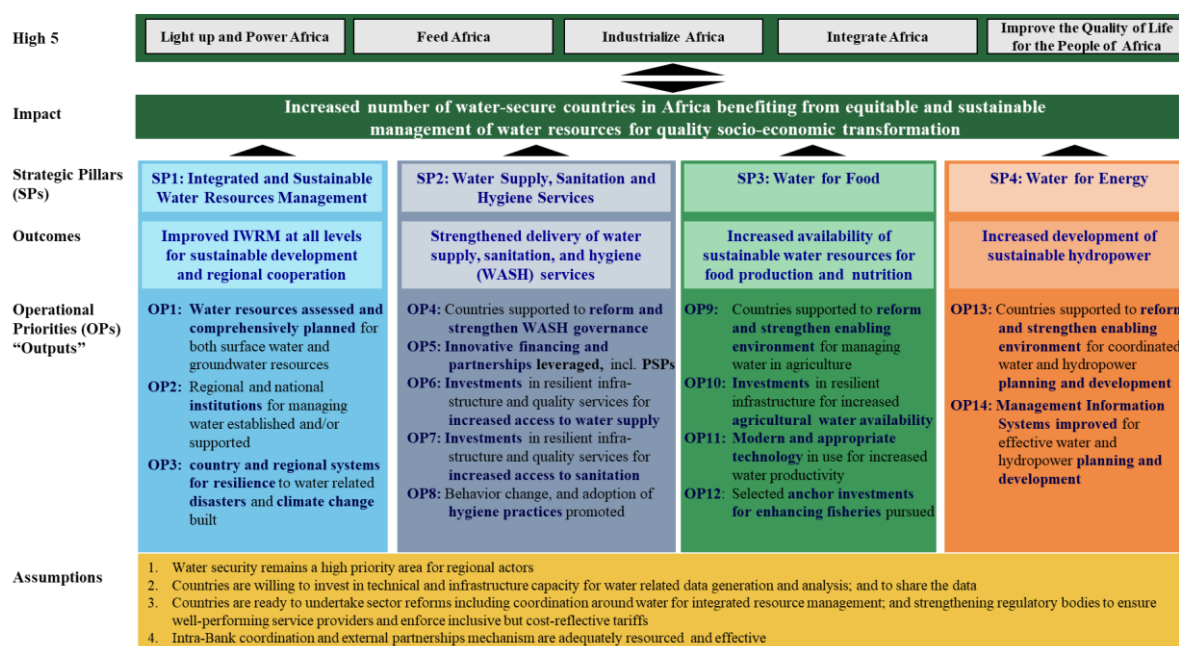 High 5
Light up and Power Africa
Feed Africa
Industrialize Africa
Integrate Africa
Improve the Quality of Life
for the People of Africa
Impact
Increased number of water-secure countries in Africa benefiting from equitable and sustainable
management of water resources for quality socio-economic transformation
Strategic Pillars
(SPs)
SP1: Integrated and Sustainable
Water Resources Management
SP2: Water Supply, Sanitation and
Hygiene Services
SP3: Water for Food
SP4: Water for Energy
Outcomes
Improved IWRM at all levels
for sustainable development
and regional cooperation
Strengthened delivery of water
supply, sanitation, and hygiene
(WASH) services
Increased availability of
sustainable water resources for
food production and nutrition
Increased development of
sustainable hydropower
Operational
Priorities (OPs)
“Outputs”
OP1: Water resources assessed and
comprehensively planned for
both surface water and
groundwater resources
OP2: Regional and national
institutions for managing
water established and/or
supported
OP3: country and regional systems
for resilience to water related
disasters and climate change
built
OP4: Countries supported to reform and
strengthen WASH governance
OP5: Innovative financing and
partnerships leveraged, incl. PSPs
OP6: Investments in resilient infra-
structure and quality services for
increased access to water supply
OP7: Investments in resilient infra-
structure and quality services for
increased access to sanitation
OP8: Behavior change, and adoption of
hygiene practices promoted
OP9: Countries supported to reform
and strengthen enabling
environment for managing
water in agriculture
OP10: Investments in resilient
infrastructure for increased
agricultural water availability
OP11: Modern and appropriate
technology in use for increased
water productivity
OP12: Selected anchor investments
for enhancing fisheries pursued
OP13: Countries supported to reform
and strengthen enabling
environment for coordinated
water and hydropower
planning and development
OP14: Management Information
Systems improved for
effective water and
hydropower planning and
development
Assumptions
1. Water security remains a high priority area for regional actors
2. Countries are willing to invest in technical and infrastructure capacity for water related data generation and analysis; and to share the data
3. Countries are ready to undertake sector reforms including coordination around water for integrated resource management; and strengthening regulatory bodies to ensure
well-performing service providers and enforce inclusive but cost-reflective tariffs
4. Intra-Bank coordination and external partnerships mechanism are adequately resourced and effective